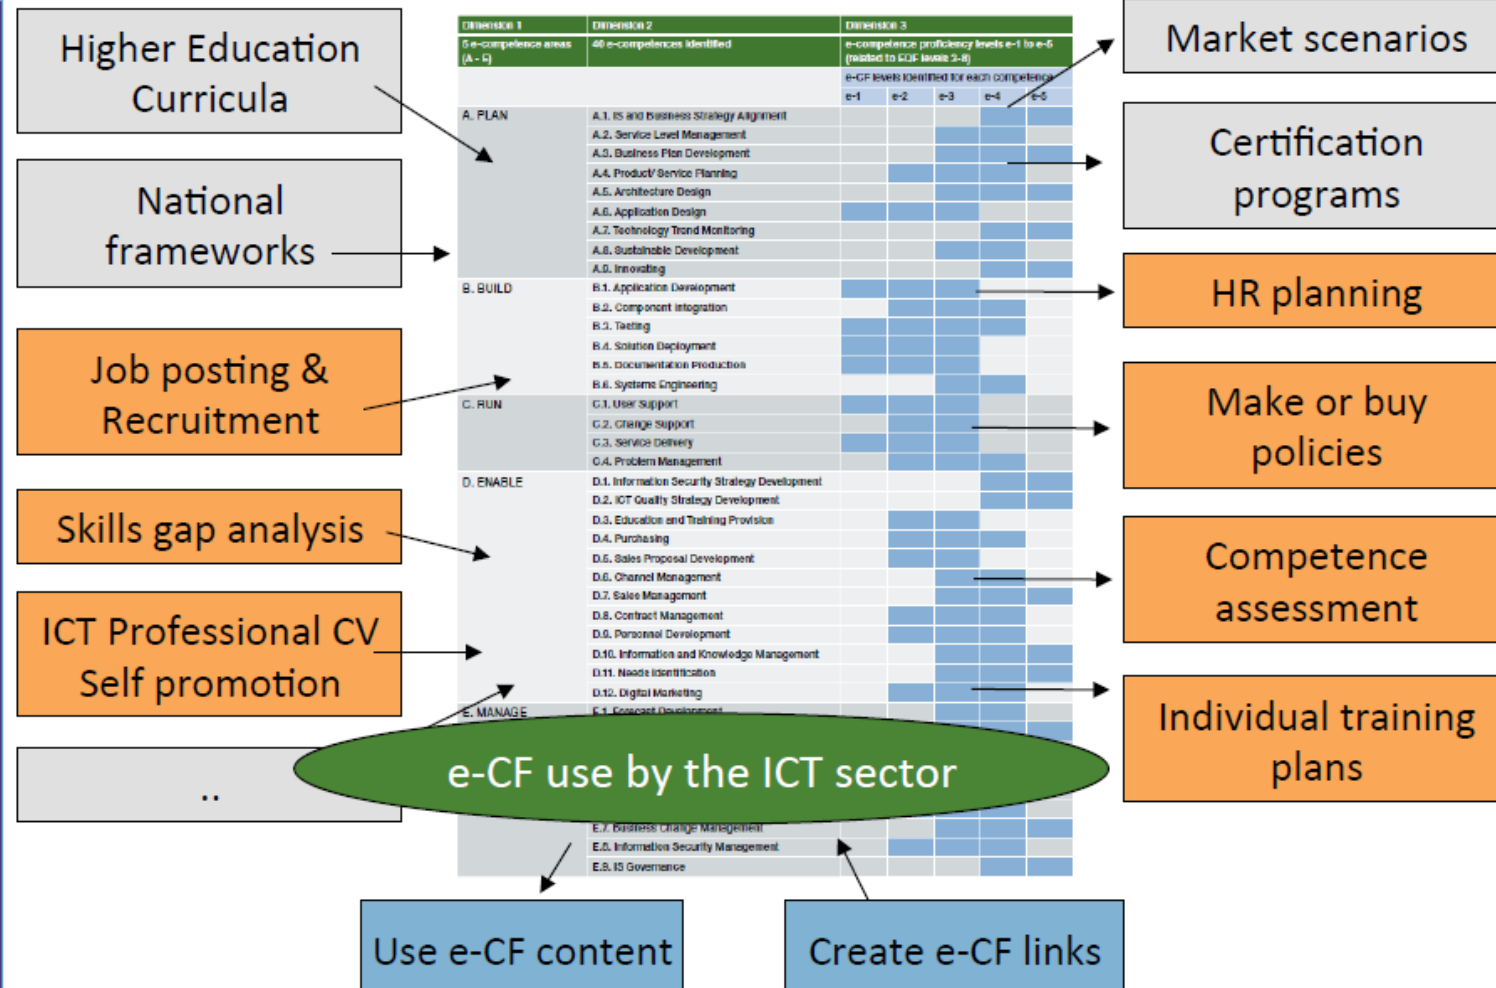 Higher Education
Curricula
National
frameworks
Job posting &
Recruitment
Skills gap analysis
ICT Professional CV
Self promotion
..
Dimension 1
Dimension 2
Dimension 3
5 e-competence areas
(A - E)
40 e-competences identified
e-competence proficiency levels e-1 to e-5
(related to EQF levels 3-8)
e-CF levels identified for each competence
e-1 e-2 e-3 e-4 e-5
A. PLAN
A.1. IS and Business Strategy Alignment
A.2. Service Level Management
A.3. Business Plan Development
A.4. Product/ Service Planning
A.5. Architecture Design
A.6. Application Design
A.7. Technology Trend Monitoring
A.8. Sustainable Development
A.9. Innovating
B. BUILD
B.1. Application Development
B.2. Component Integration
B.3. Testing
B.4. Solution Deployment
B.5. Documentation Production
B.6. Systems Engineering
C. RUN
C.1. User Support
C.2. Change Support
C.3. Service Delivery
C.4. Problem Management
D. ENABLE
D.1. Information Security Strategy Development
D.2. ICT Quality Strategy Development
D.3. Education and Training Provision
D.4. Purchasing
D.5. Sales Proposal Development
D.6. Channel Management
D.7. Sales Management
D.8. Contract Management
D.9. Personnel Development
D.10. Information and Knowledge Management
D.11. Needs Identification
D.12. Digital Marketing
E. MANAGE
E.1. Forecast Development
e-CF use by the ICT sector
E.7. Business Change Management
E.8. Information Security Management
E.9. IS Governance
Market scenarios
Certification
programs
HR planning
Make or buy
policies
Competence
assessment
Individual training
plans
Use e-CF content
Create e-CF links